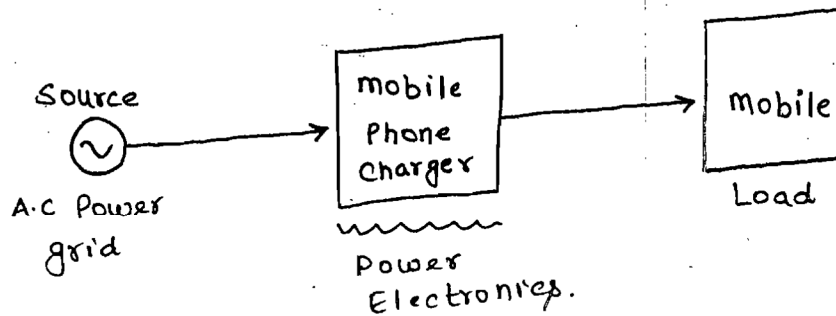 Source
A.C Power
grid
mobile
Phone
Charger
Power
Electronics.
mobile
Load